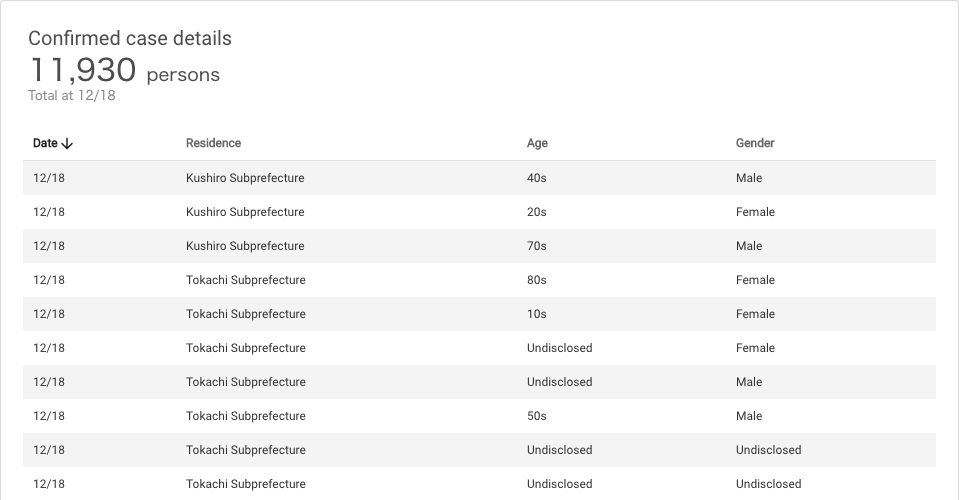 Confirmed case details
11,930 persons
Total at 12/18
Date Residence Age Gender
12/18 Kushiro Subprefecture 40s Male
12/18 Kushiro Subprefecture 20s Female
12/18 Kushiro Subprefecture 70s Male
12/18 Tokachi Subprefecture 80s Female
12/18 Tokachi Subprefecture 10s Female
12/18 Tokachi Subprefecture Undisclosed Female
12/18 Tokachi Subprefecture Undisclosed Male
12/18 Tokachi Subprefecture 50s Male
12/18 Tokachi Subprefecture Undisclosed Undisclosed
12/18 Tokachi Subprefecture Undisclosed Undisclosed